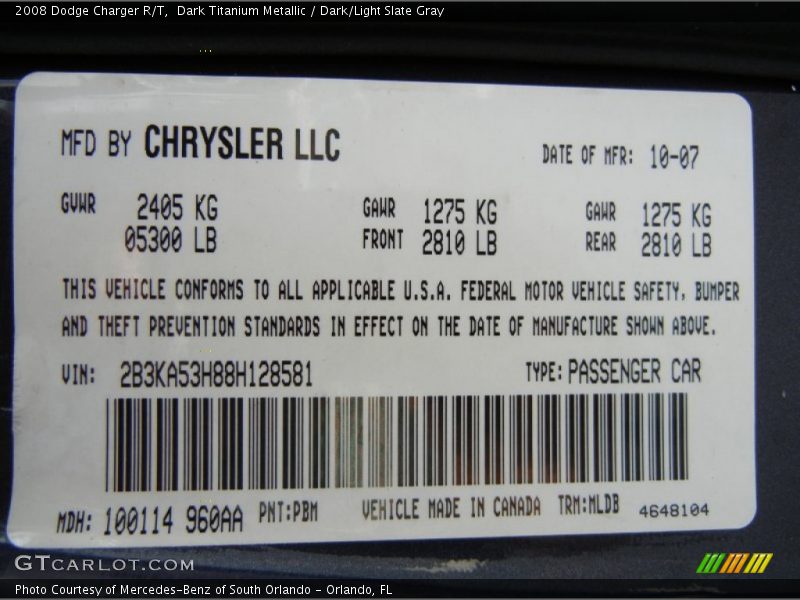 2008 Dodge Charger R/T,  Dark Titanium Metallic / Dark/Light Slate Gray
MFD BY CHRYSLER LLC
DATE OF MFR: 10-07
GVWR 2405 KG GAWR 1275 KG GAWR 1275 KG
05300 LB FRONT 2810 LB REAR 2810 LB
THIS VEHICLE CONFORMS TO ALL APPLICABLE U.S.A. FEDERAL MOTOR VEHICLE SAFETY, BUMPER
AND THEFT PREVENTION STANDARDS IN EFFECT ON THE DATE OF MANUFACTURE SHOWN ABOVE.
VIN: 2B3KA53H88H128581 TYPE: PASSENGER CAR
MDH: 100114 960AA PNT:PBM VEHICLE MADE IN CANADA TRM:MLDB 4648104
GTCARLOT.COM
Photo Courtesy of Mercedes-Benz of South Orlando - Orlando, FL